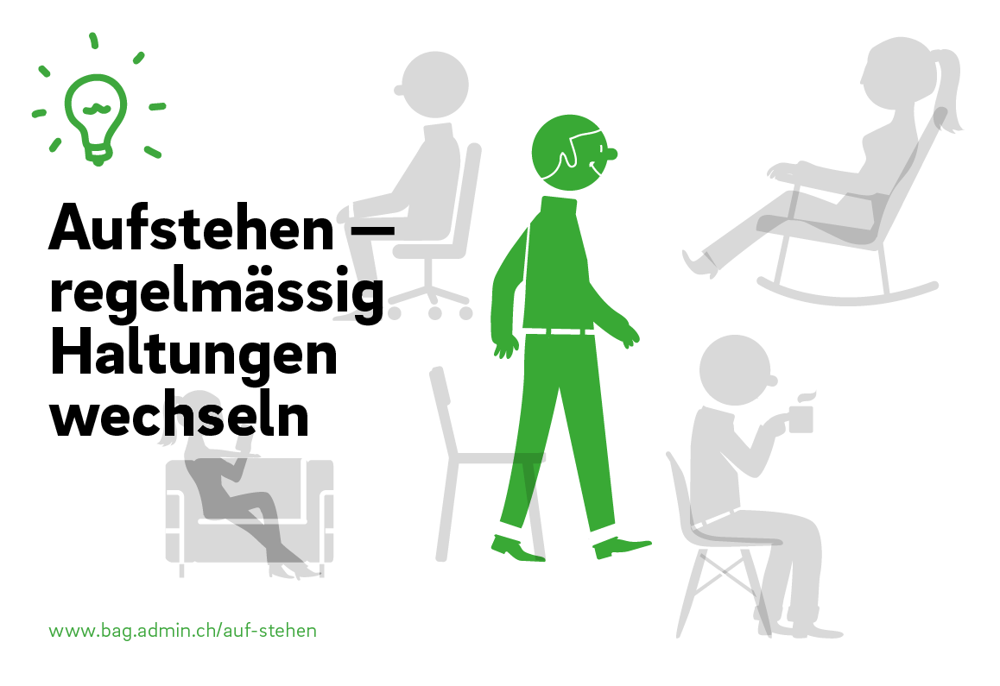 Aufstehen —
regelmässig
Haltungen
wechseln
www.bag.admin.ch/auf-stehen